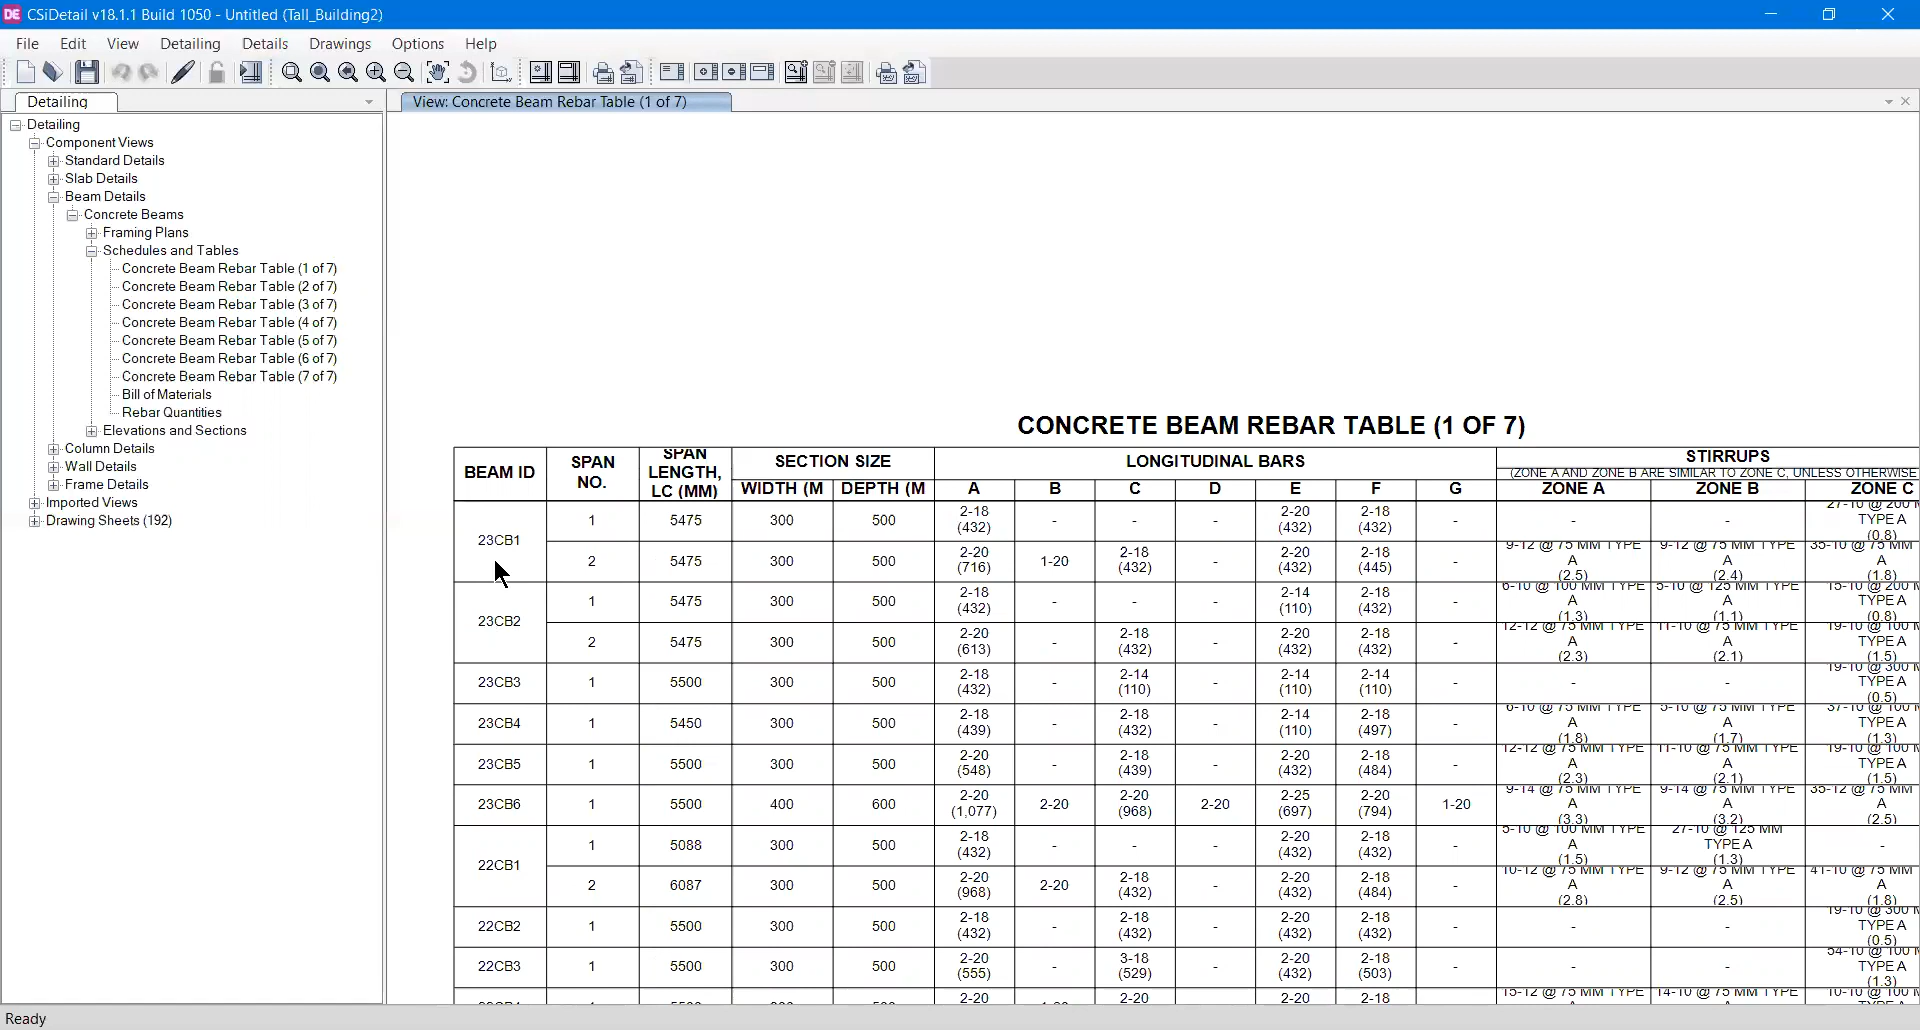 CSiDetail v18.1.1 Build 1050 - Untitled (Tall_Building2)
File Edit View Detailing Details Drawings Options Help
Detailing
View: Concrete Beam Rebar Table (1 of 7)
Detailing
Component Views
Standard Details
Slab Details
Beam Details
Concrete Beams
Framing Plans
Schedules and Tables
Concrete Beam Rebar Table (1 of 7)
Concrete Beam Rebar Table (2 of 7)
Concrete Beam Rebar Table (3 of 7)
Concrete Beam Rebar Table (4 of 7)
Concrete Beam Rebar Table (5 of 7)
Concrete Beam Rebar Table (6 of 7)
Concrete Beam Rebar Table (7 of 7)
Bill of Materials
Rebar Quantities
Elevations and Sections
Column Details
Wall Details
Frame Details
Imported Views
Drawing Sheets (192)
CONCRETE BEAM REBAR TABLE (1 OF 7)
BEAM ID SPAN NO. SPAN LENGTH, LC (MM) SECTION SIZE LONGITUDINAL BARS STIRRUPS
(ZONE A AND ZONE B ARE SIMILAR TO ZONE C, UNLESS OTHERWISE
WIDTH (M DEPTH (M A B C D E F G ZONE A ZONE B ZONE C
23CB1 1 5475 300 500 2-18 (432) - - - 2-20 (432) 2-18 (432) - - - 27-10 @ 200 TYPE A (0.8)
2 5475 300 500 2-20 (716) 1-20 2-18 (432) - 2-20 (432) 2-18 (445) - 9-12 @ 75 MM TYPE A (2.5) 9-12 @ 75 MM TYPE A (2.4) 35-10 @ 75 MM A (1.8)
23CB2 1 5475 300 500 2-18 (432) - - - 2-14 (110) 2-18 (432) - 6-10 @ 100 MM TYPE A (1.3) 5-10 @ 125 MM TYPE A (1.1) 15-10 @ 200 TYPE A (0.8)
2 5475 300 500 2-20 (613) - 2-18 (432) - 2-20 (432) 2-18 (432) - 12-12 @ 75 MM TYPE A (2.3) 11-10 @ 75 MM TYPE A (2.1) 19-10 @ 100 TYPE A (1.5)
23CB3 1 5500 300 500 2-18 (432) - 2-14 (110) - 2-14 (110) 2-14 (110) - - - 19-10 @ 300 TYPE A (0.5)
23CB4 1 5450 300 500 2-18 (439) - 2-18 (432) - 2-14 (110) 2-18 (497) - 6-10 @ 75 MM TYPE A (1.8) 5-10 @ 75 MM TYPE A (1.7) 37-10 @ 100 TYPE A (1.3)
23CB5 1 5500 300 500 2-20 (548) - 2-18 (439) - 2-20 (432) 2-18 (484) - 12-12 @ 75 MM TYPE A (2.3) 11-10 @ 75 MM TYPE A (2.1) 19-10 @ 100 TYPE A (1.5)
23CB6 1 5500 400 600 2-20 (1,077) 2-20 2-20 (968) 2-20 2-25 (697) 2-20 (794) 1-20 9-14 @ 75 MM TYPE A (3.3) 9-14 @ 75 MM TYPE A (3.2) 35-12 @ 75 MM A (2.5)
22CB1 1 5088 300 500 2-18 (432) - - - 2-20 (432) 2-18 (432) - 5-10 @ 100 MM TYPE A (1.5) 27-10 @ 125 MM TYPE A (1.3) -
2 6087 300 500 2-20 (968) 2-20 2-18 (432) - 2-20 (432) 2-18 (484) - 10-12 @ 75 MM TYPE A (2.8) 9-12 @ 75 MM TYPE A (2.5) 41-10 @ 75 MM A (1.8)
22CB2 1 5500 300 500 2-18 (432) - 2-18 (432) - 2-20 (432) 2-18 (432) - - - 19-10 @ 300 TYPE A (0.5)
22CB3 1 5500 300 500 2-20 (555) - 3-18 (529) - 2-20 (432) 2-18 (503) - - - 54-10 @ 100 TYPE A (1.3)
2-20 2-20 2-20 2-18 15-12 @ 75 MM TYPE 14-10 @ 75 MM TYPE 10-10 @ 100
Ready